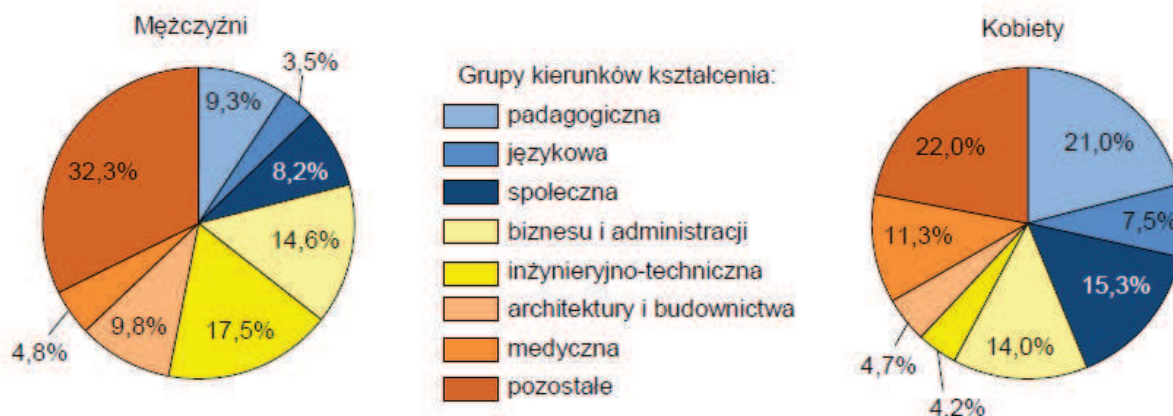 Mężczyźni
3,5%
9,3%
8,2%
32,3%
14,6%
17,5%
9,8%
4,8%
Grupy kierunków kształcenia:
padagogiczna
językowa
społeczna
biznesu i administracji
inżynieryjno-techniczna
architektury i budownictwa
medyczna
pozostałe
Kobiety
22,0%
21,0%
7,5%
11,3%
15,3%
14,0%
4,7%
4,2%